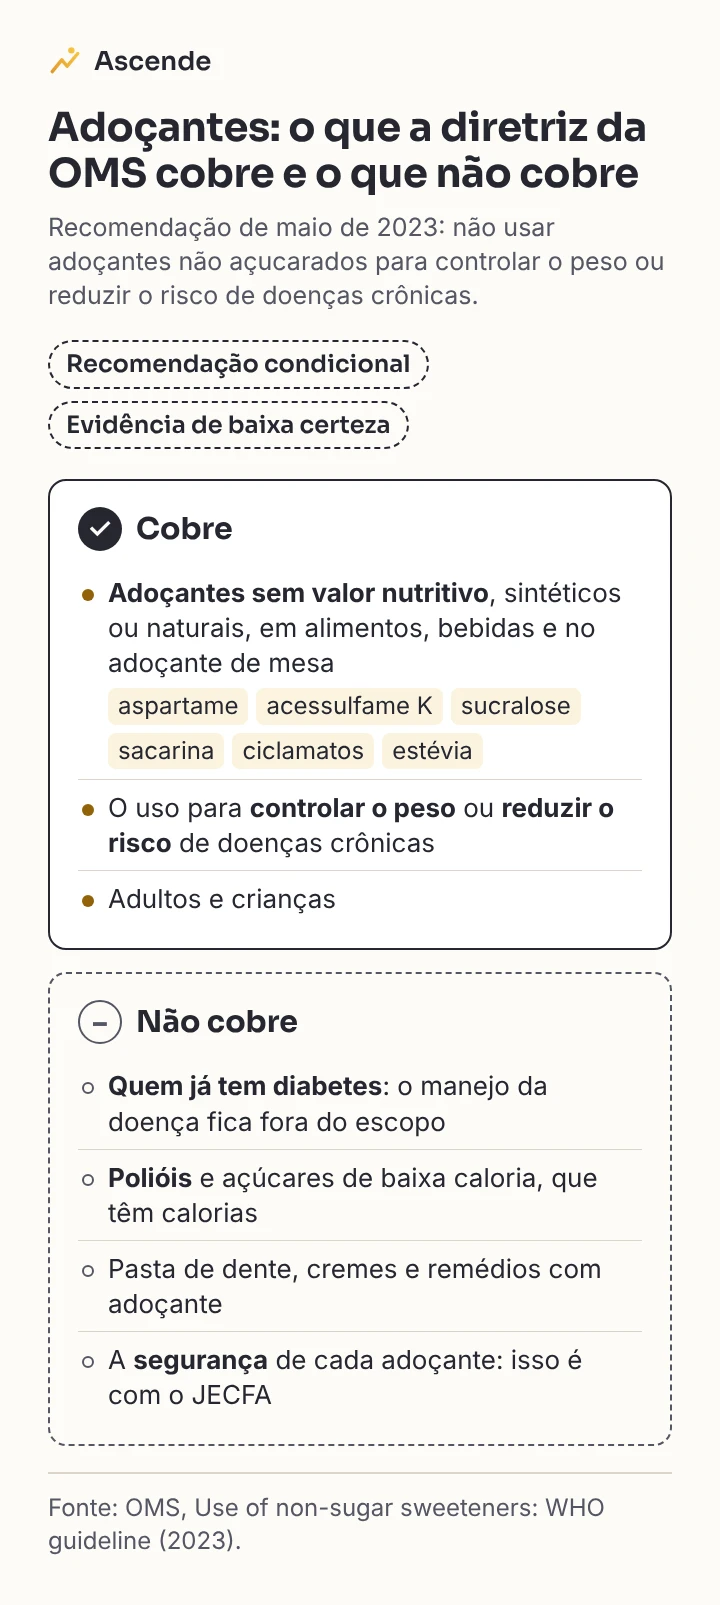 Ascende
Adoçantes: o que a diretriz da
OMS cobre e o que não cobre
Recomendação de maio de 2023: não usar
adoçantes não açucarados para controlar o peso ou
reduzir o risco de doenças crônicas.
Recomendação condicional
Evidência de baixa certeza
Cobre
Adoçantes sem valor nutritivo, sintéticos
ou naturais, em alimentos, bebidas e no
adoçante de mesa
aspartame acessulfame K sucralose
sacarina ciclamatos estévia
O uso para controlar o peso ou reduzir o
risco de doenças crônicas
Adultos e crianças
Não cobre
Quem já tem diabetes: o manejo da
doença fica fora do escopo
Polióis e açúcares de baixa caloria, que
têm calorias
Pasta de dente, cremes e remédios com
adoçante
A segurança de cada adoçante: isso é
com o JECFA
Fonte: OMS, Use of non-sugar sweeteners: WHO
guideline (2023).